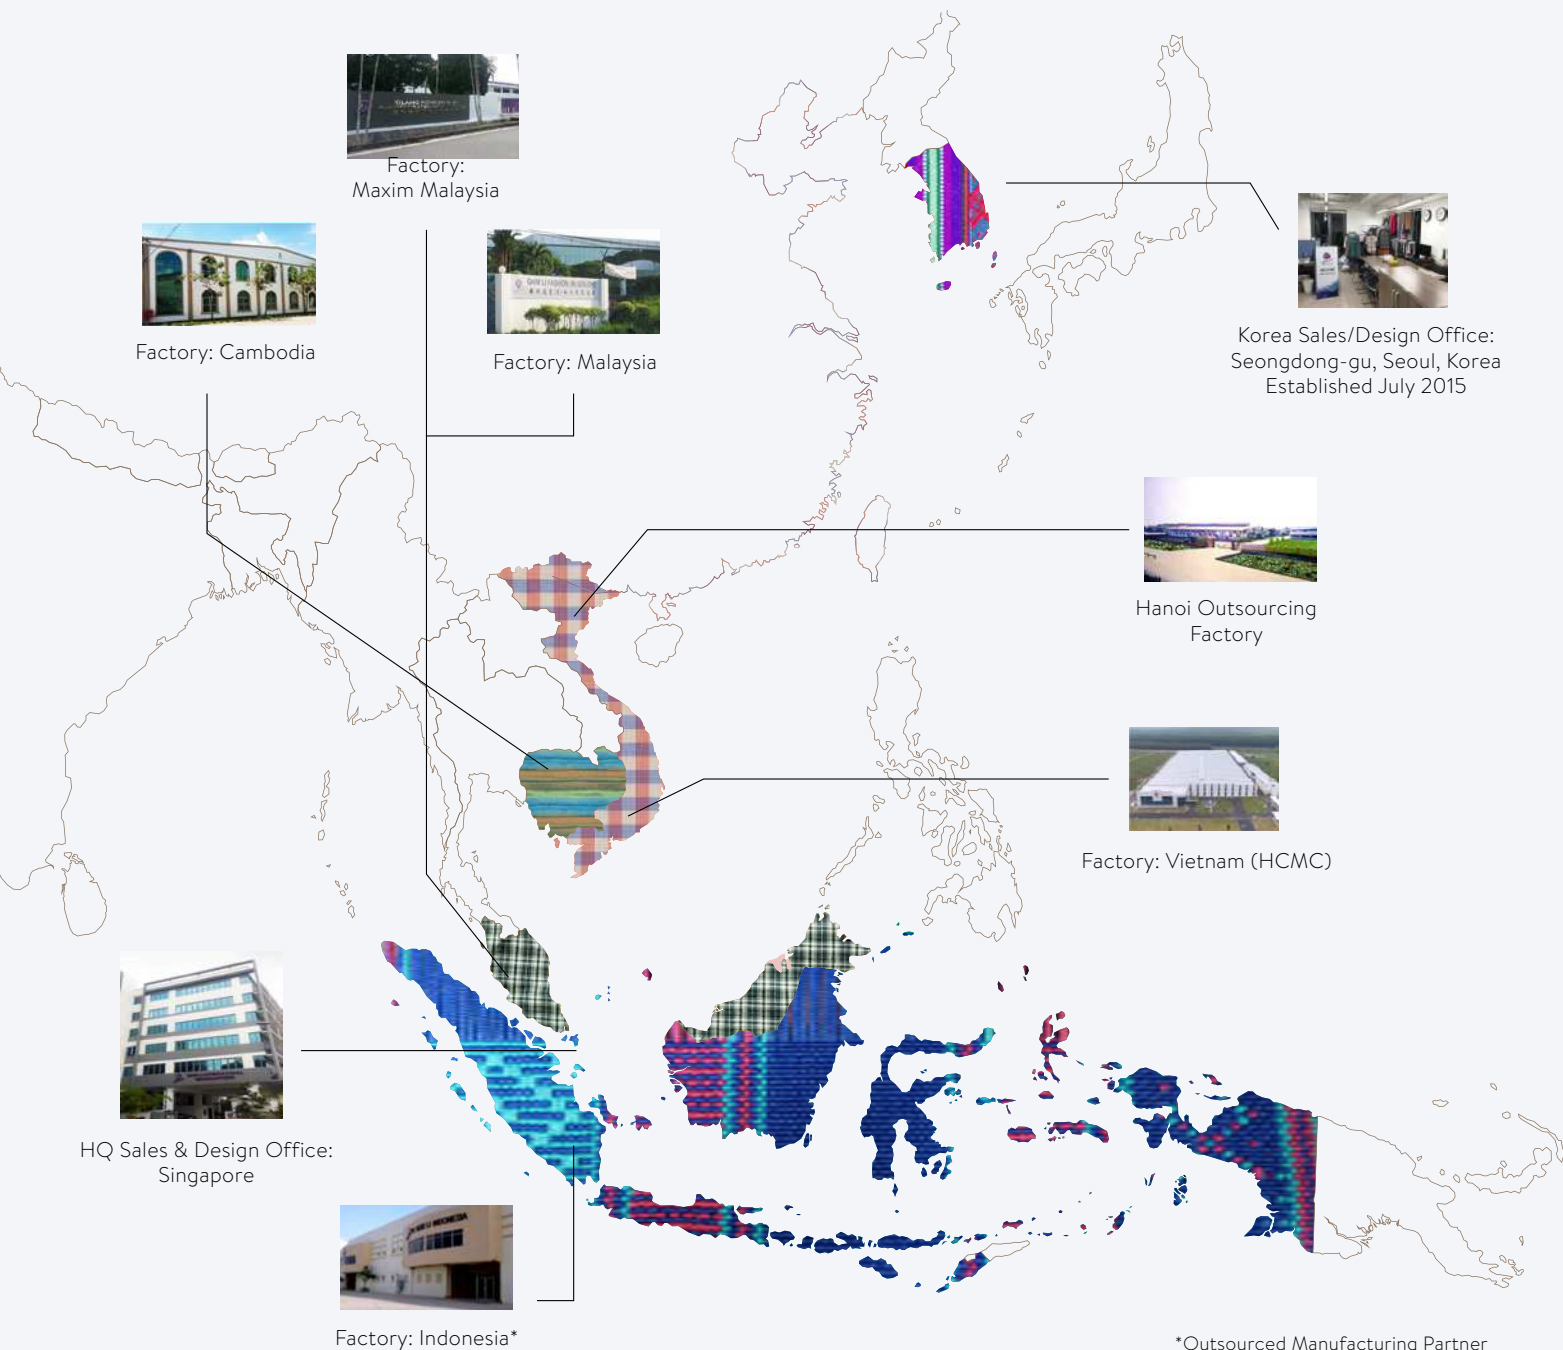 Factory:
Maxim Malaysia
Factory: Cambodia
Factory: Malaysia
Korea Sales/Design Office:
Seongdong-gu, Seoul, Korea
Established July 2015
Hanoi Outsourcing
Factory
Factory: Vietnam (HCMC)
HQ Sales & Design Office:
Singapore
Factory: Indonesia*
*Outsourced Manufacturing Partner